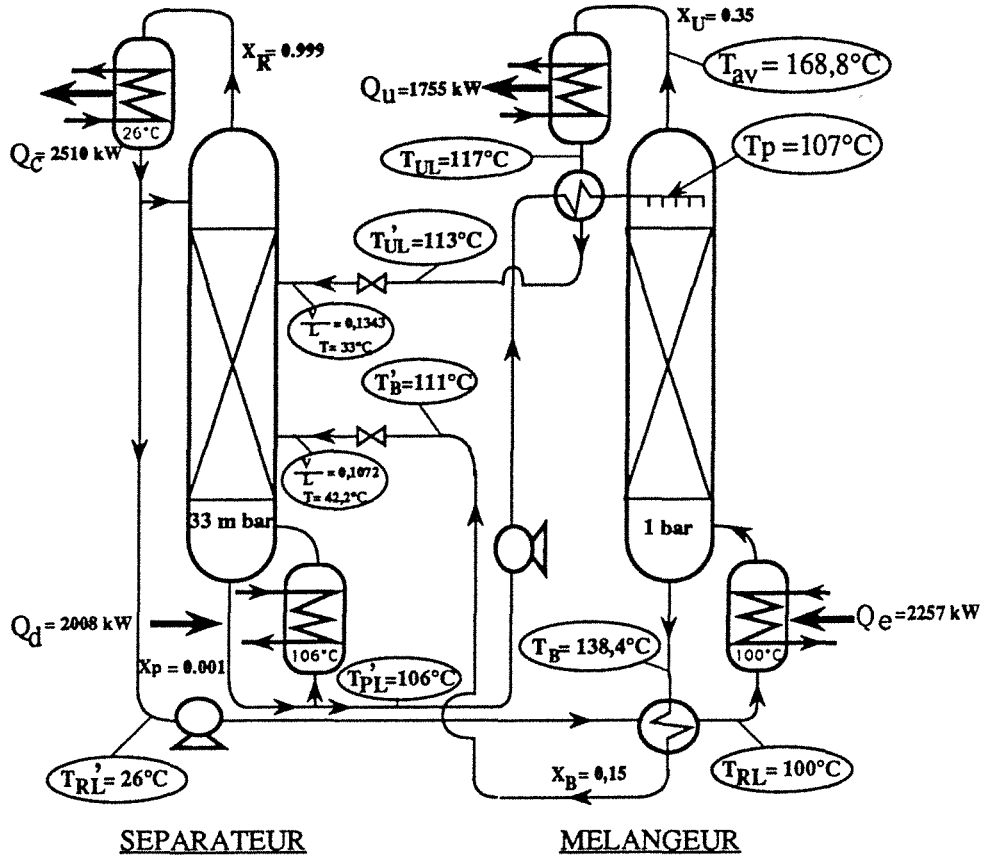 X_R= 0.999
X_U= 0.35
T_av = 168,8°C
Q_U=1755 kW
26°C
Q_C= 2510 kW
T_UL=117°C
Tp =107°C
T'_UL=113°C
V/L = 0,1343
T= 33°C
T'_B=111°C
V/L = 0,1072
T= 42,2°C
33 m bar
1 bar
Q_d= 2008 kW
Q_e=2257 kW
T_B= 138,4°C
106°C
100°C
Xp = 0.001
T'_PL=106°C
X_B= 0,15
T'_RL= 26°C
T_RL= 100°C
SEPARATEUR
MELANGEUR